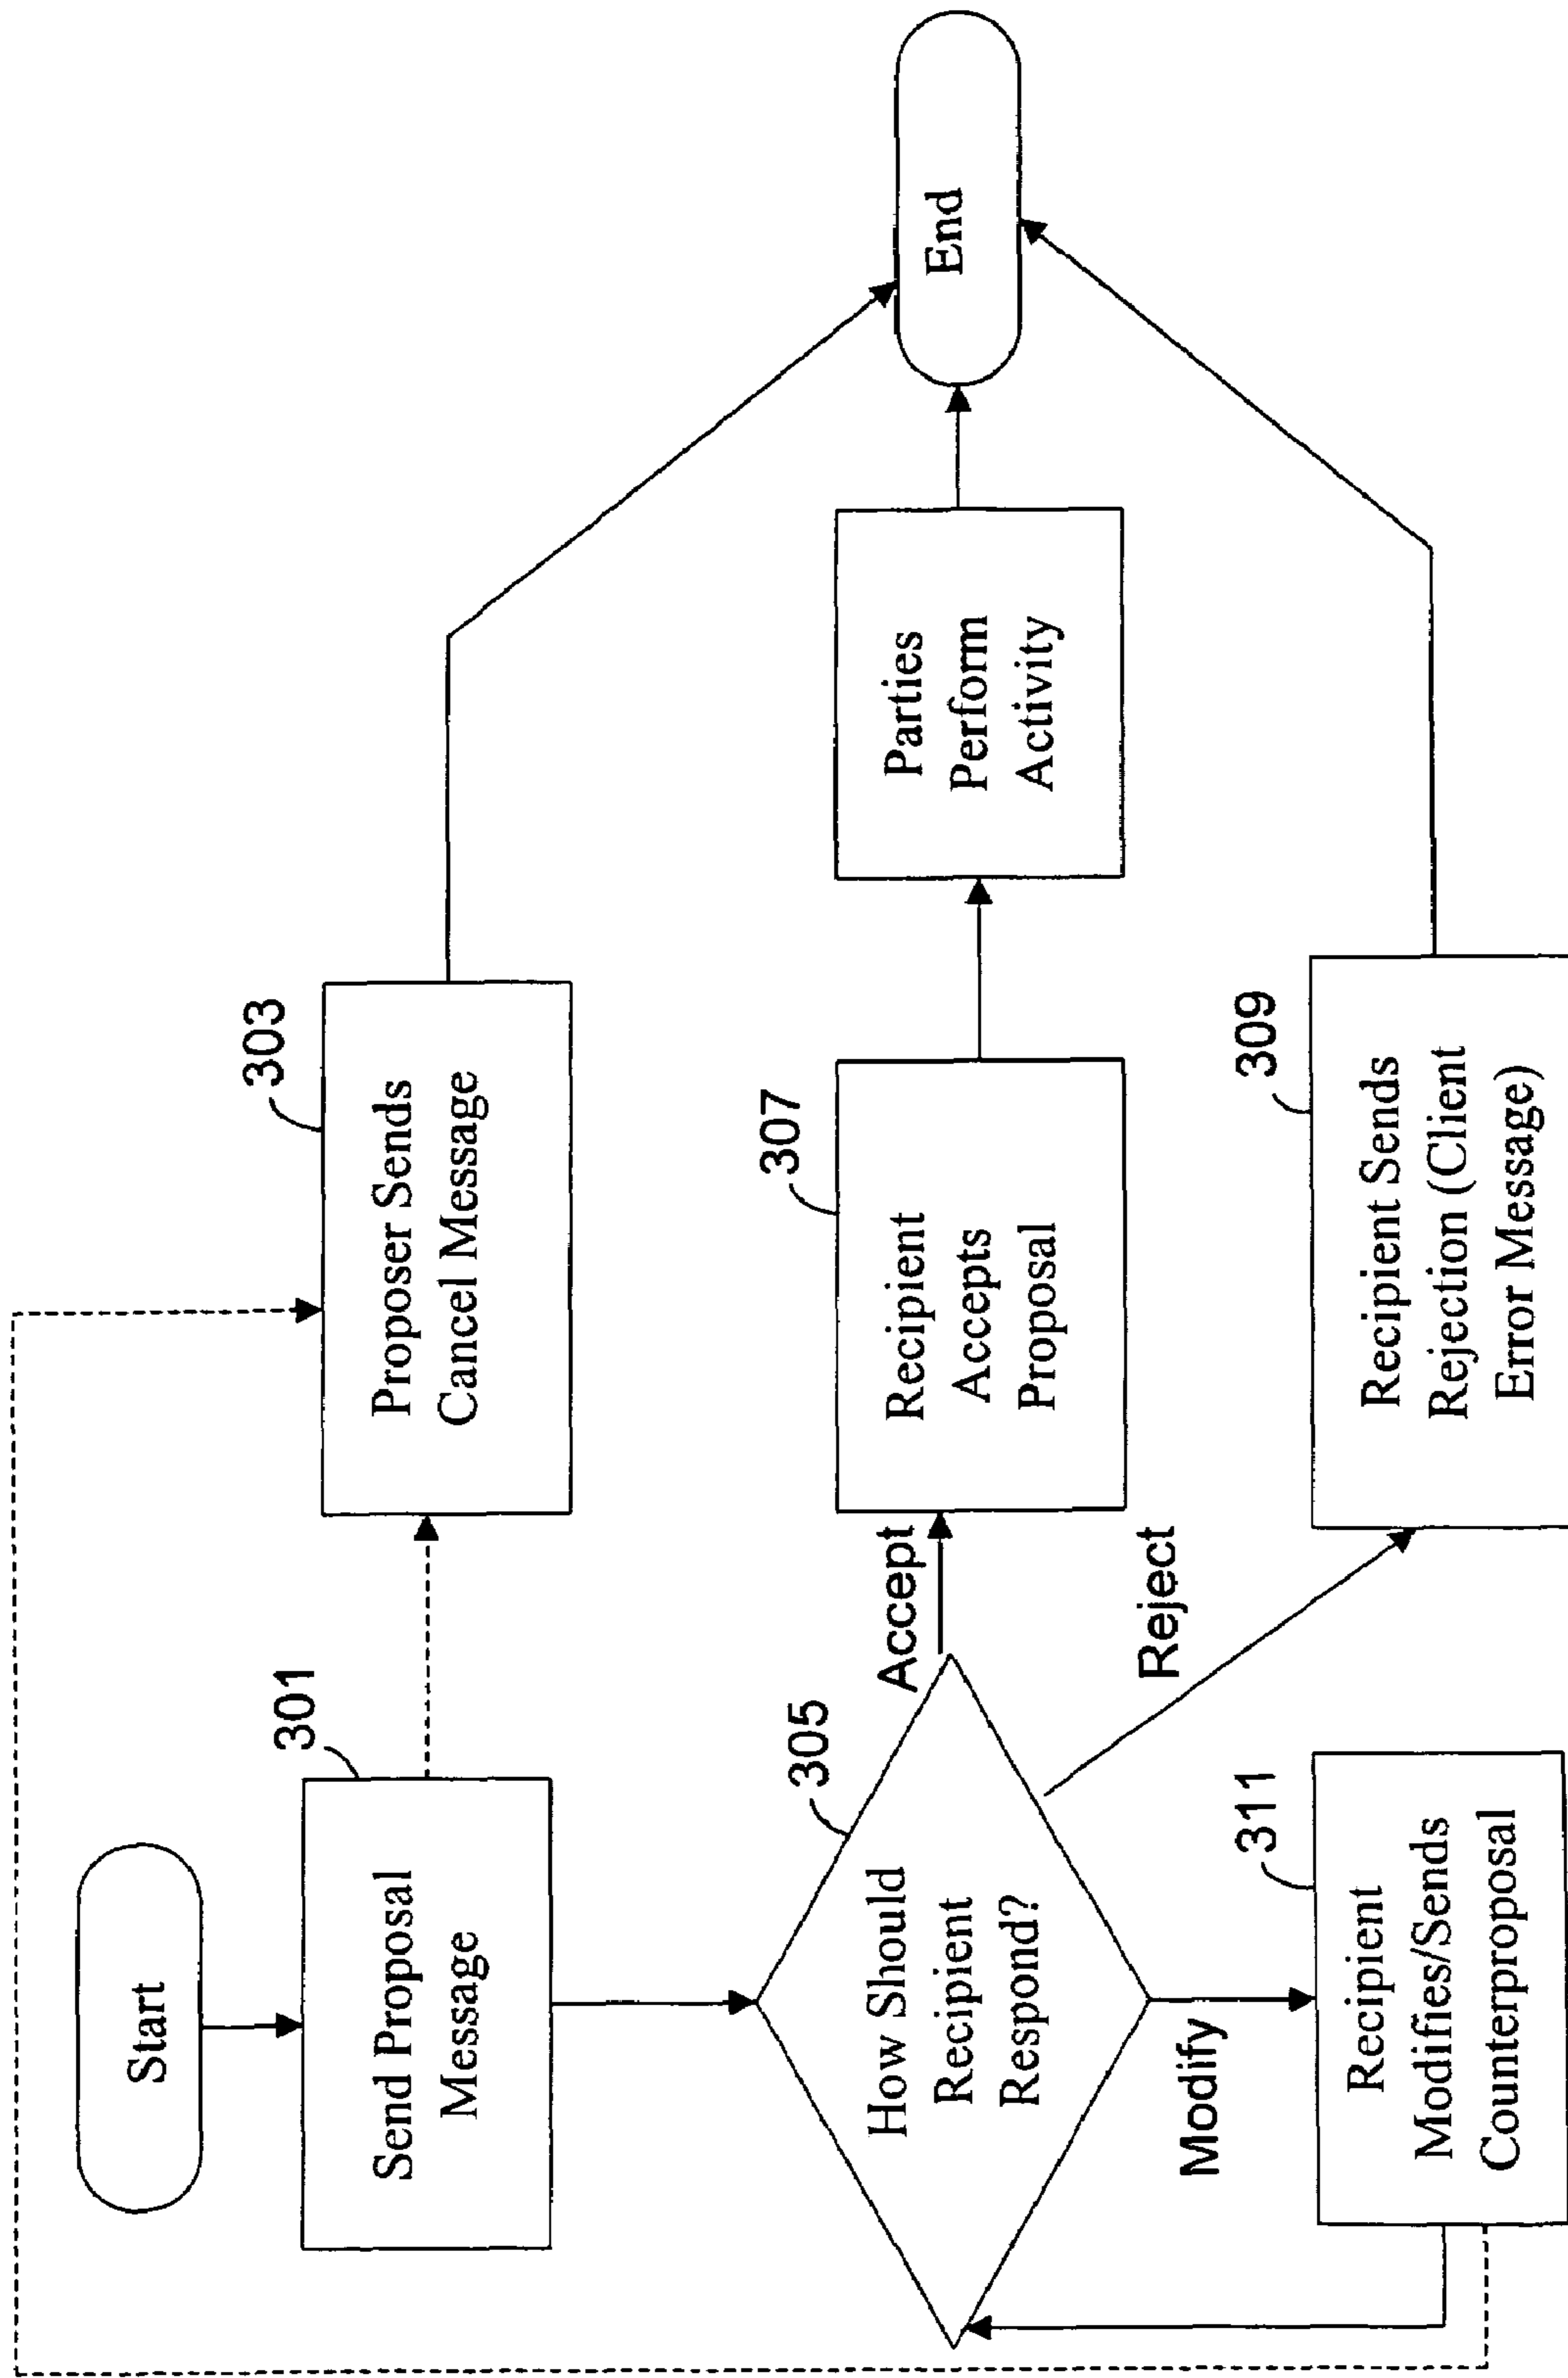 Start
301
Send Proposal
Message
303
Proposer Sends
Cancel Message
305
How Should
Recipient
Respond?
Accept
307
Recipient
Accepts
Proposal
Parties
Perform
Activity
End
Reject
Modify
311
Recipient
Modifies/Sends
Counterproposal
309
Recipient Sends
Rejection (Client
Error Message)